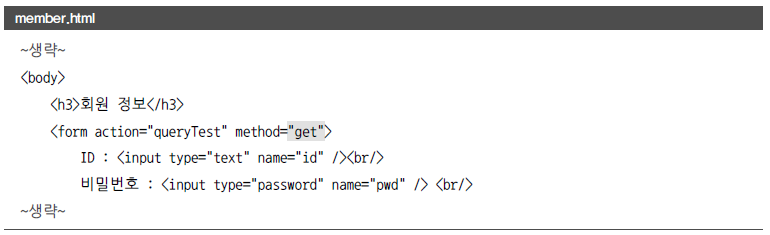 member.html
~생략~
<body>
<h3>회원 정보</h3>
<form action="queryTest" method="get">
ID : <input type="text" name="id" /><br/>
비밀번호 : <input type="password" name="pwd" /> <br/>
~생략~